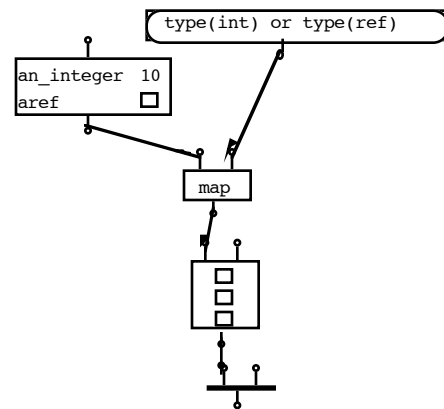 type(int) or type(ref)
an_integer 10
aref
map